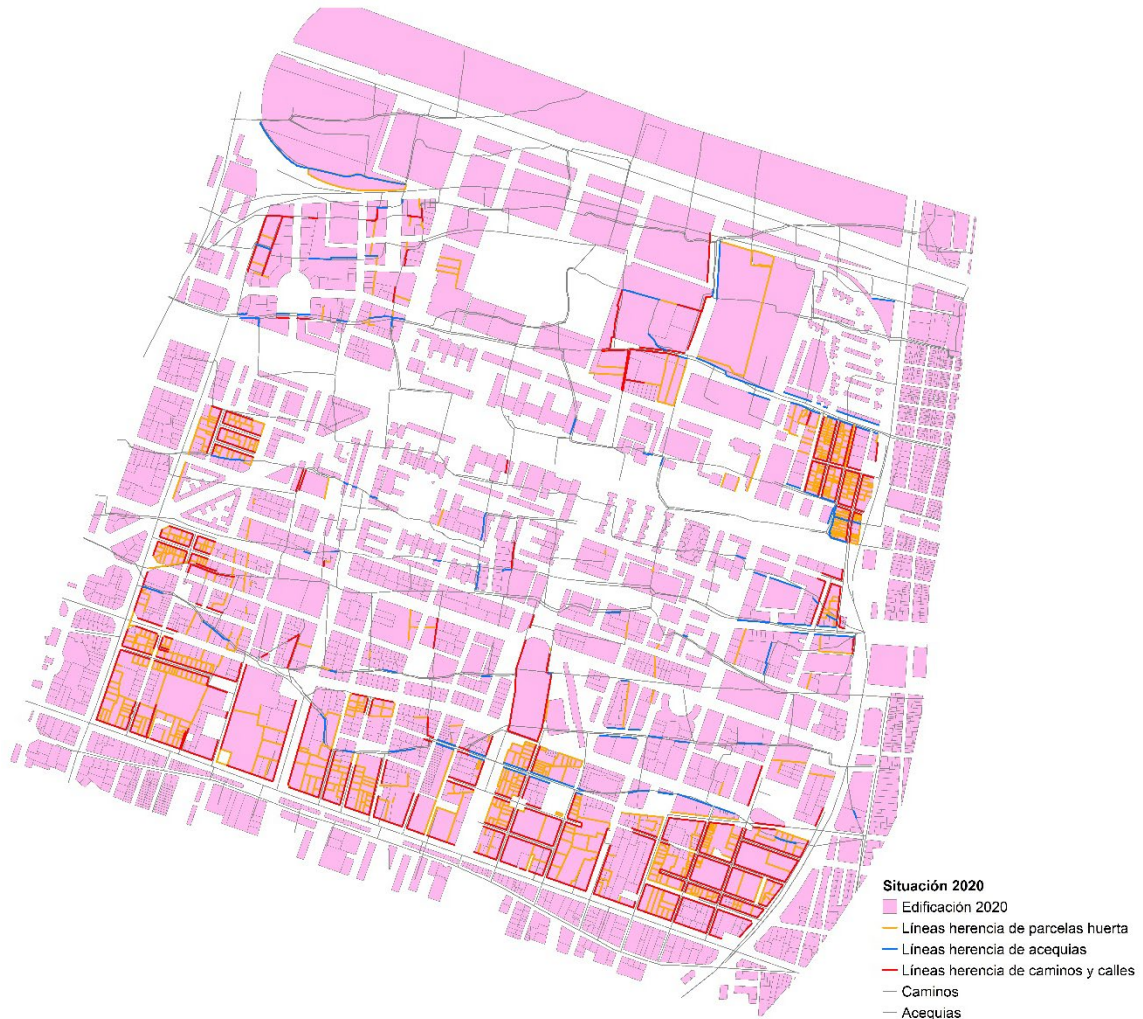 Situación 2020
Edificación 2020
Líneas herencia de parcelas huerta
Líneas herencia de acequias
Líneas herencia de caminos y calles
Caminos
Acequias